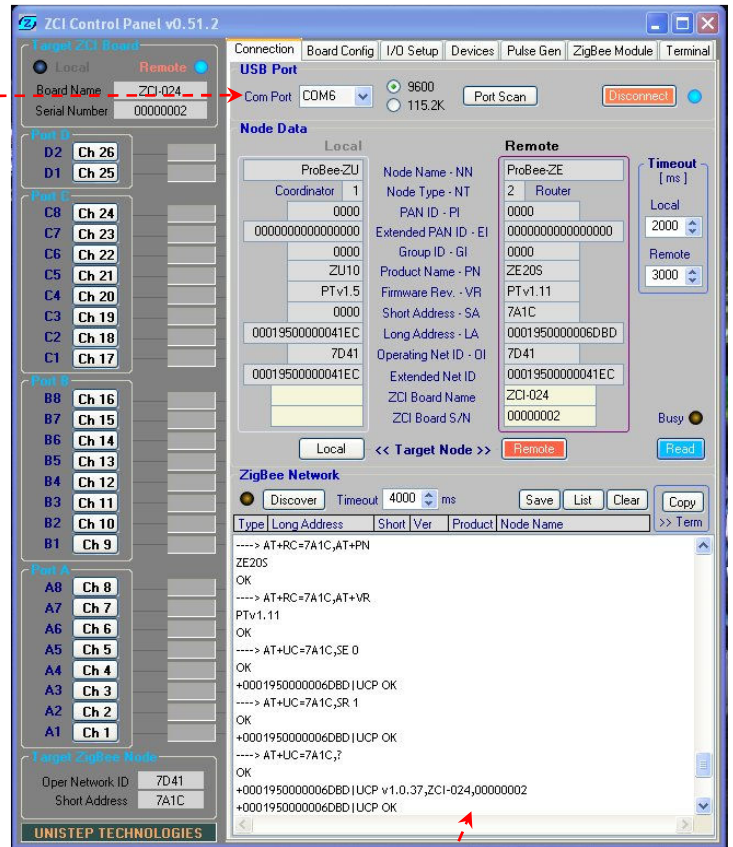 ZCI Control Panel v0.51.2
Target ZCI Board
Local Remote
Board Name ZCI-024
Serial Number 00000002
Port D
D2 Ch 26
D1 Ch 25
Port C
C8 Ch 24
C7 Ch 23
C6 Ch 22
C5 Ch 21
C4 Ch 20
C3 Ch 19
C2 Ch 18
C1 Ch 17
Port B
B8 Ch 16
B7 Ch 15
B6 Ch 14
B5 Ch 13
B4 Ch 12
B3 Ch 11
B2 Ch 10
B1 Ch 9
Port A
A8 Ch 8
A7 Ch 7
A6 Ch 6
A5 Ch 5
A4 Ch 4
A3 Ch 3
A2 Ch 2
A1 Ch 1
Target ZigBee Node
Oper Network ID 7D41
Short Address 7A1C
UNISTEP TECHNOLOGIES
Connection Board Config I/O Setup Devices Pulse Gen ZigBee Module Terminal
USB Port
Com Port COM6 9600 115.2K Port Scan Disconnect
Node Data
Local Remote
ProBee-ZU Node Name - NN ProBee-ZE
Coordinator 1 Node Type - NT 2 Router
0000 PAN ID - PI 0000
0000000000000000 Extended PAN ID - EI 0000000000000000
0000 Group ID - GI 0000
ZU10 Product Name - PN ZE20S
PTv1.5 Firmware Rev. - VR PTv1.11
0000 Short Address - SA 7A1C
00019500000041EC Long Address - LA 0001950000006DBD
7D41 Operating Net ID - OI 7D41
00019500000041EC Extended Net ID 00019500000041EC
ZCI Board Name ZCI-024
ZCI Board S/N 00000002
Timeout
[ ms ]
Local
2000
Remote
3000
Busy
Local << Target Node >> Remote Read
ZigBee Network
Discover Timeout 4000 ms Save List Clear Copy
>> Term
Type Long Address Short Ver Product Node Name
----> AT+RC=7A1C,AT+PN
ZE20S
OK
----> AT+RC=7A1C,AT+VR
PTv1.11
OK
----> AT+UC=7A1C,SE 0
OK
+0001950000006DBD|UCP OK
----> AT+UC=7A1C,SR 1
OK
+0001950000006DBD|UCP OK
----> AT+UC=7A1C,?
OK
+0001950000006DBD|UCP v1.0.37,ZCI-024,00000002
+0001950000006DBD|UCP OK